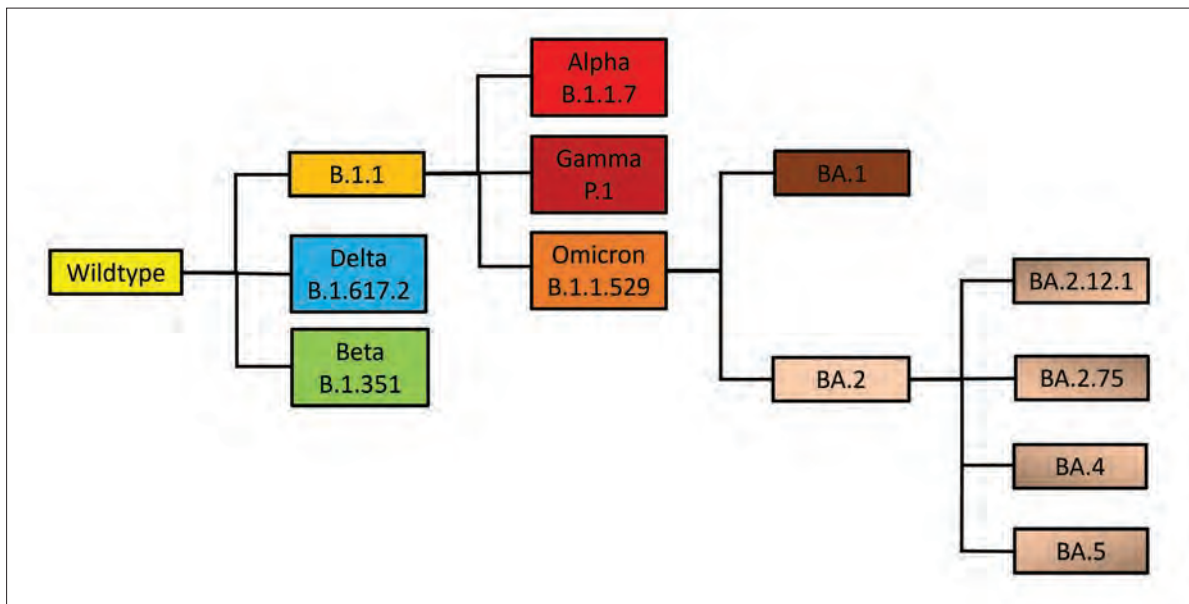 Wildtype
B.1.1
Delta
B.1.617.2
Beta
B.1.351
Alpha
B.1.1.7
Gamma
P.1
Omicron
B.1.1.529
BA.1
BA.2
BA.2.12.1
BA.2.75
BA.4
BA.5